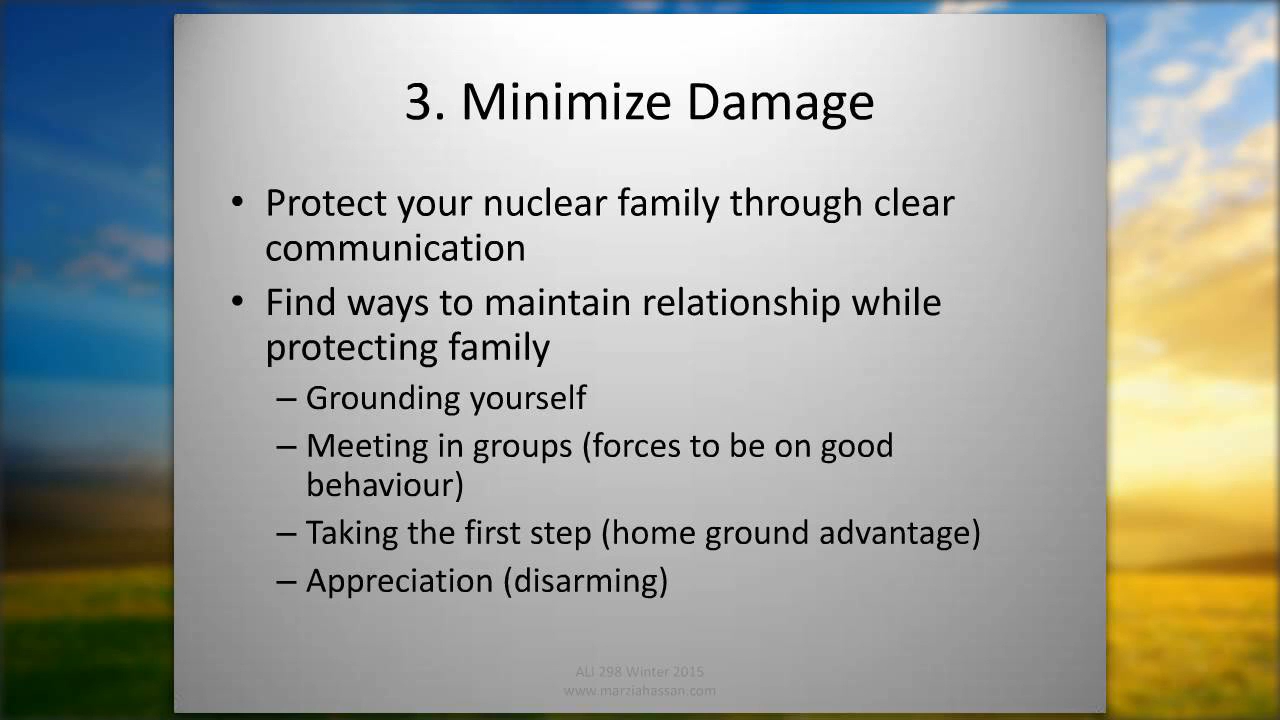 3. Minimize Damage
• Protect your nuclear family through clear
communication
• Find ways to maintain relationship while
protecting family
– Grounding yourself
– Meeting in groups (forces to be on good
behaviour)
– Taking the first step (home ground advantage)
– Appreciation (disarming)
ALI 298 Winter 2015
www.marziahassan.com